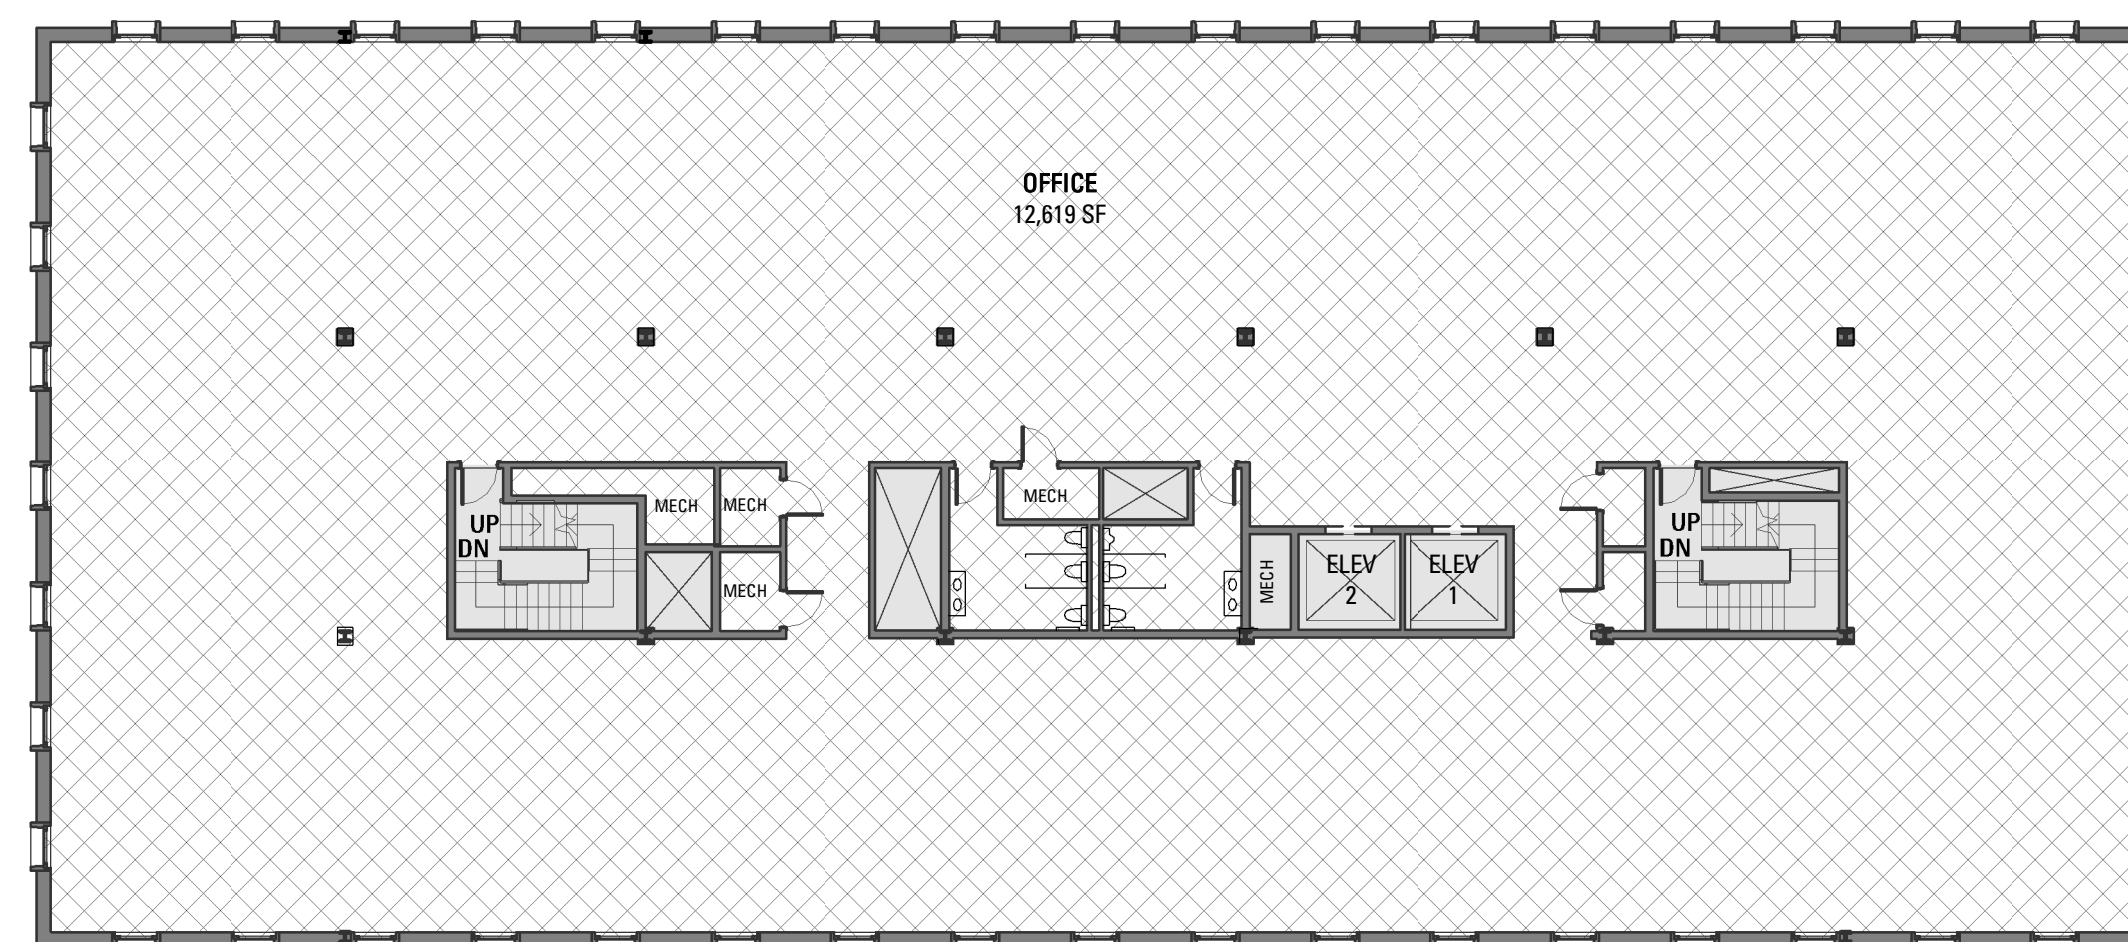 OFFICE
12,619 SF
MECH
MECH
MECH
UP
DN
MECH
MECH
ELEV
2
ELEV
1
UP
DN